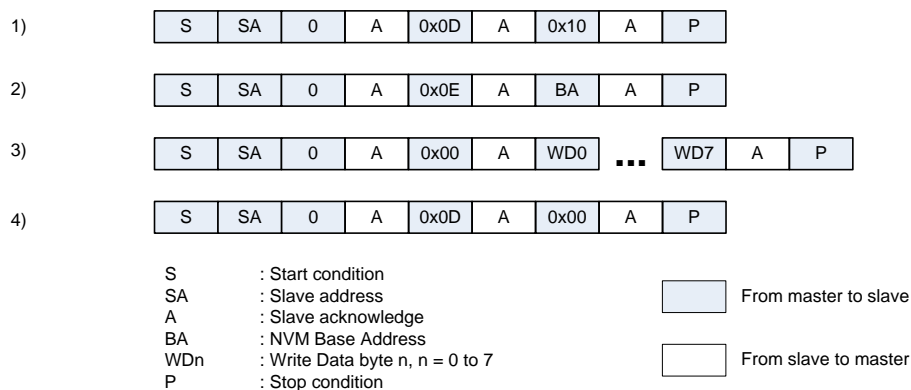 1) S SA 0 A 0x0D A 0x10 A P
2) S SA 0 A 0x0E A BA A P
3) S SA 0 A 0x00 A WD0 ... WD7 A P
4) S SA 0 A 0x0D A 0x00 A P
S : Start condition
SA : Slave address
A : Slave acknowledge
BA : NVM Base Address
WDn : Write Data byte n, n = 0 to 7
P : Stop condition
From master to slave
From slave to master